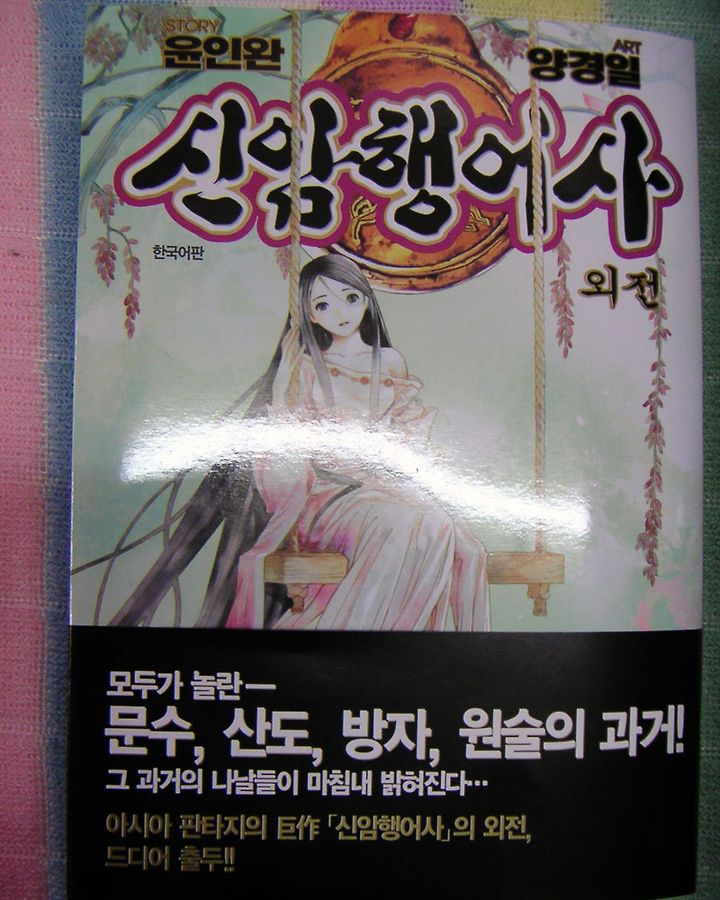 STORY
윤인완
ART
양경일
신암행어사
한국어판
외전
모두가 놀란—
문수, 산도, 방자, 원술의 과거!
그 과거의 나날들이 마침내 밝혀진다…
아시아 판타지의 巨作 「신암행어사」의 외전,
드디어 출두!!